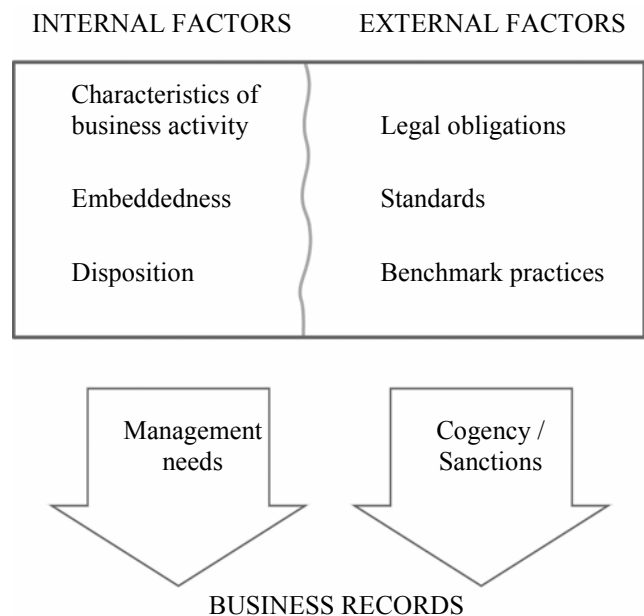 INTERNAL FACTORS
EXTERNAL FACTORS
Characteristics of
business activity
Embeddedness
Disposition
Legal obligations
Standards
Benchmark practices
Management
needs
Cogency /
Sanctions
BUSINESS RECORDS